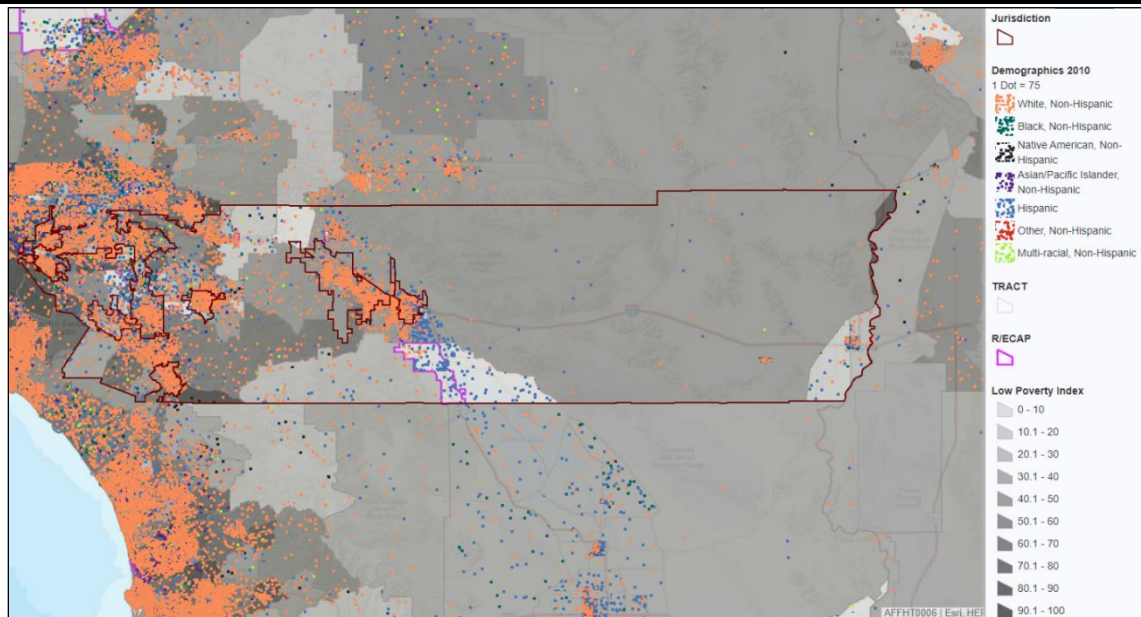 Jurisdiction
Demographics 2010
1 Dot = 75
White, Non-Hispanic
Black, Non-Hispanic
Native American, Non-
Hispanic
Asian/Pacific Islander,
Non-Hispanic
Hispanic
Other, Non-Hispanic
Multi-racial, Non-Hispanic
TRACT
R/ECAP
Low Poverty Index
0 - 10
10.1 - 20
20.1 - 30
30.1 - 40
40.1 - 50
50.1 - 60
60.1 - 70
70.1 - 80
80.1 - 90
90.1 - 100
AFFHT0006 | Esri, HER